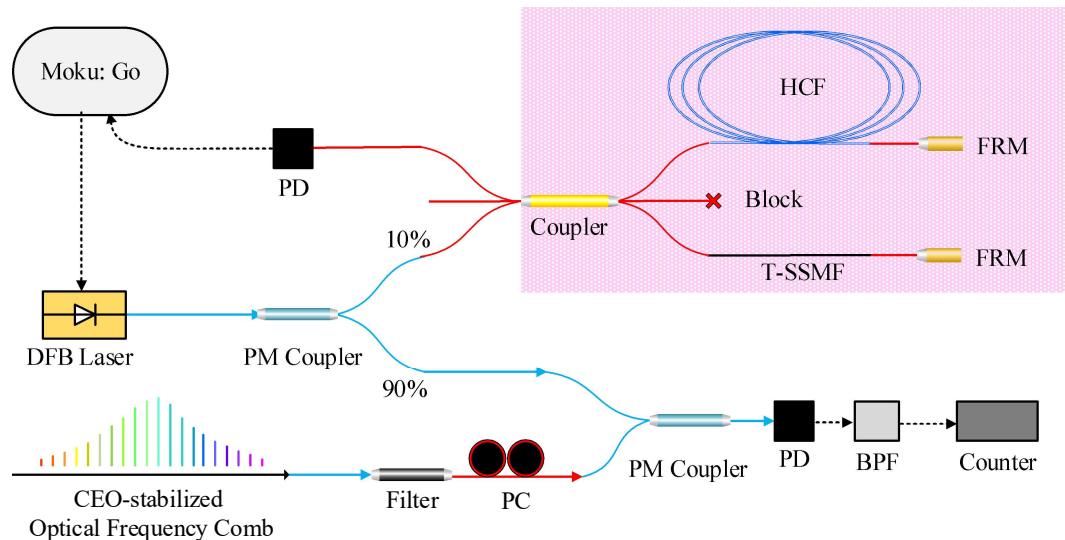 Moku: Go
HCF
FRM
PD
Block
Coupler
10%
T-SSMF
FRM
DFB Laser
PM Coupler
90%
PM Coupler
PD
BPF
Counter
CEO-stabilized
Optical Frequency Comb
Filter
PC